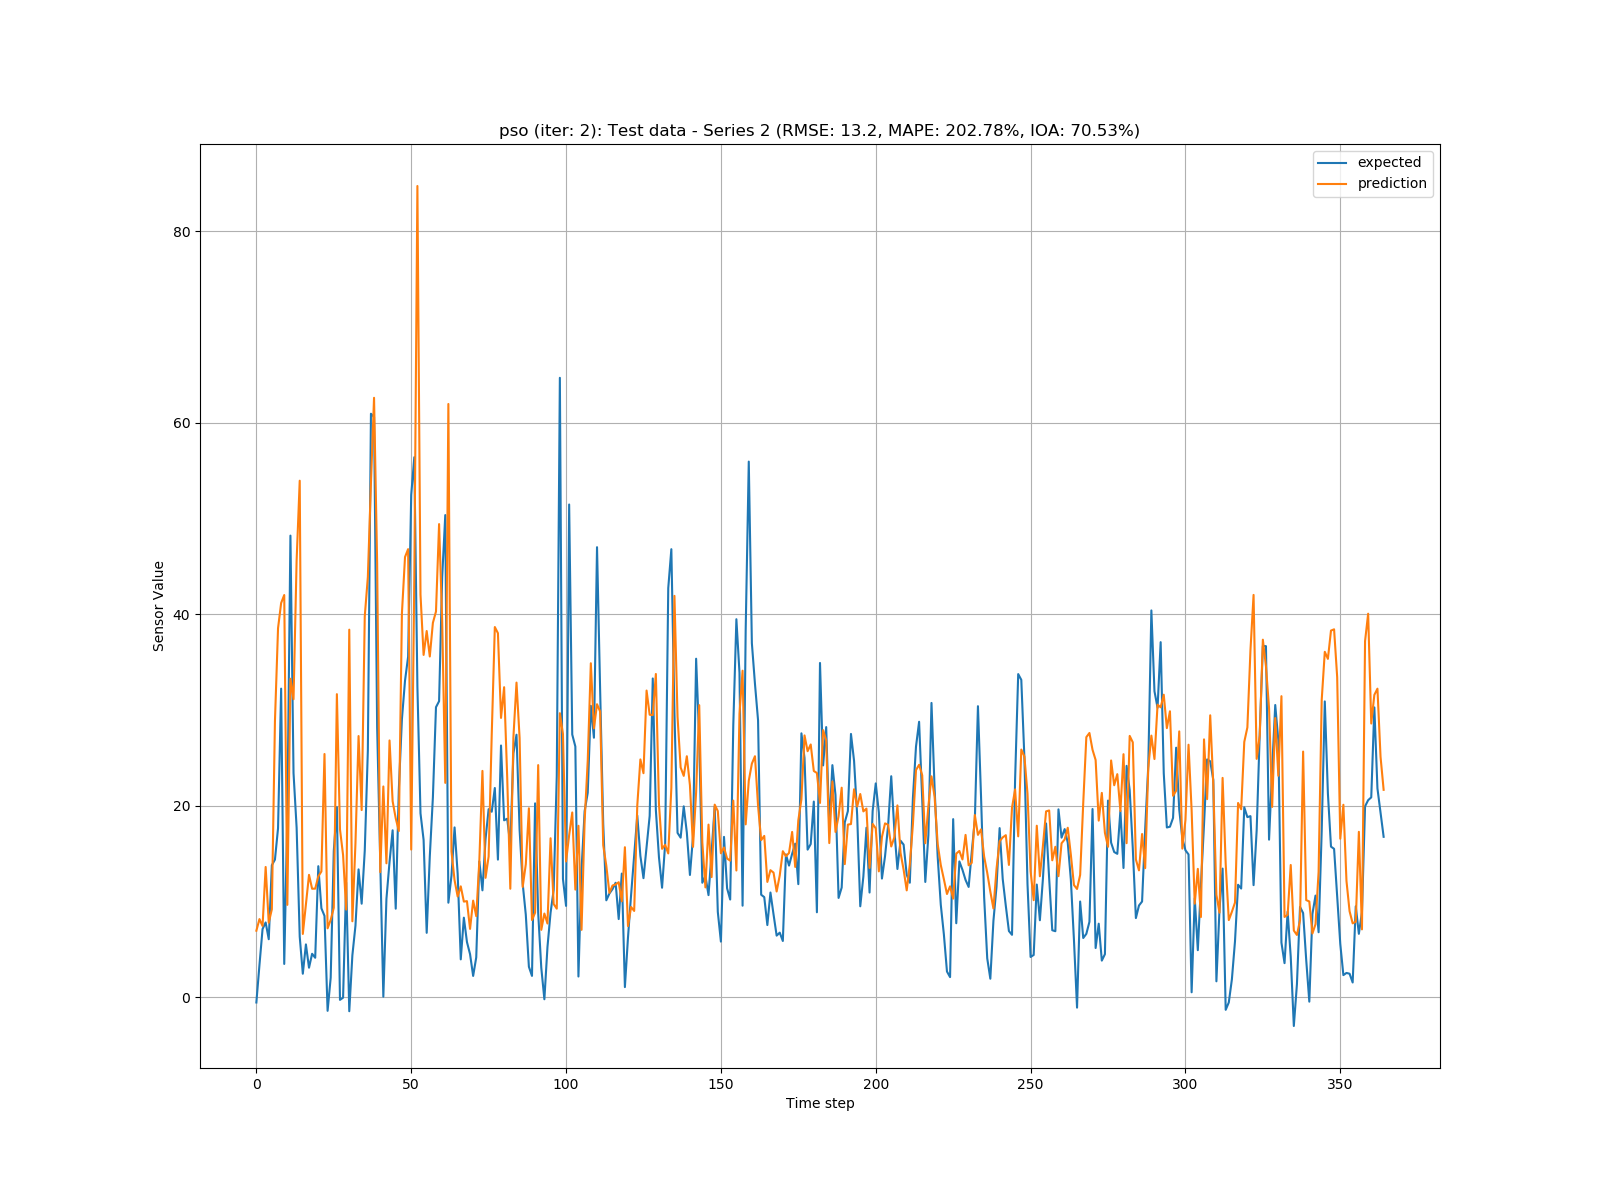 pso (iter: 2): Test data - Series 2 (RMSE: 13.2, MAPE: 202.78%, IOA: 70.53%)
expected
prediction
80
60
40
20
0
Sensor Value
0 50 100 150 200 250 300 350
Time step